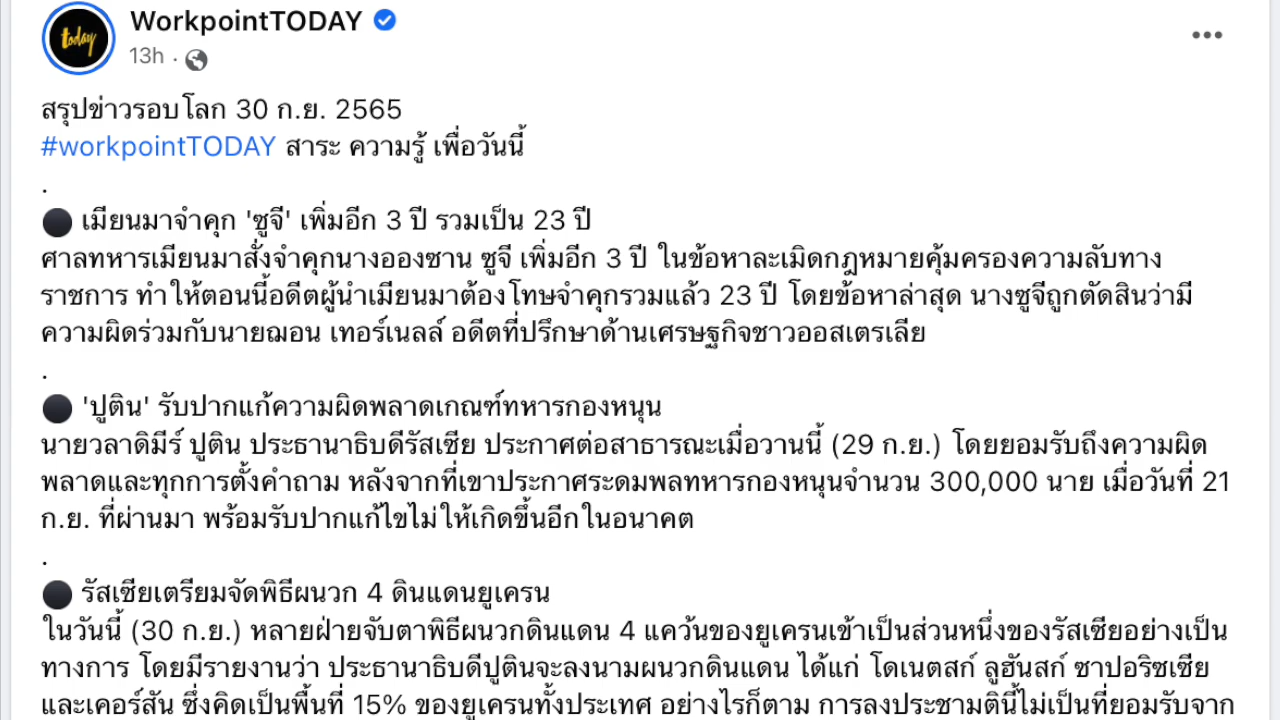 today
WorkpointTODAY
13h ·
สรุปข่าวรอบโลก 30 ก.ย. 2565
#workpointTODAY สาระ ความรู้ เพื่อวันนี้
.
เมียนมาจำคุก 'ซูจี' เพิ่มอีก 3 ปี รวมเป็น 23 ปี
ศาลทหารเมียนมาสั่งจำคุกนางอองซาน ซูจี เพิ่มอีก 3 ปี ในข้อหาละเมิดกฎหมายคุ้มครองความลับทาง
ราชการ ทำให้ตอนนี้อดีตผู้นำเมียนมาต้องโทษจำคุกรวมแล้ว 23 ปี โดยข้อหาล่าสุด นางซูจีถูกตัดสินว่ามี
ความผิดร่วมกับนายฌอน เทอร์เนลล์ อดีตที่ปรึกษาด้านเศรษฐกิจชาวออสเตรเลีย
.
'ปูติน' รับปากแก้ความผิดพลาดเกณฑ์ทหารกองหนุน
นายวลาดิมีร์ ปูติน ประธานาธิบดีรัสเซีย ประกาศต่อสาธารณะเมื่อวานนี้ (29 ก.ย.) โดยยอมรับถึงความผิด
พลาดและทุกการตั้งคำถาม หลังจากที่เขาประกาศระดมพลทหารกองหนุนจำนวน 300,000 นาย เมื่อวันที่ 21
ก.ย. ที่ผ่านมา พร้อมรับปากแก้ไขไม่ให้เกิดขึ้นอีกในอนาคต
.
รัสเซียเตรียมจัดพิธีผนวก 4 ดินแดนยูเครน
ในวันนี้ (30 ก.ย.) หลายฝ่ายจับตาพิธีผนวกดินแดน 4 แคว้นของยูเครนเข้าเป็นส่วนหนึ่งของรัสเซียอย่างเป็น
ทางการ โดยมีรายงานว่า ประธานาธิบดีปูตินจะลงนามผนวกดินแดน ได้แก่ โดเนตสก์ ลูฮันสก์ ซาปอริซเซีย
และเคอร์สัน ซึ่งคิดเป็นพื้นที่ 15% ของยูเครนทั้งประเทศ อย่างไรก็ตาม การลงประชามตินี้ไม่เป็นที่ยอมรับจาก